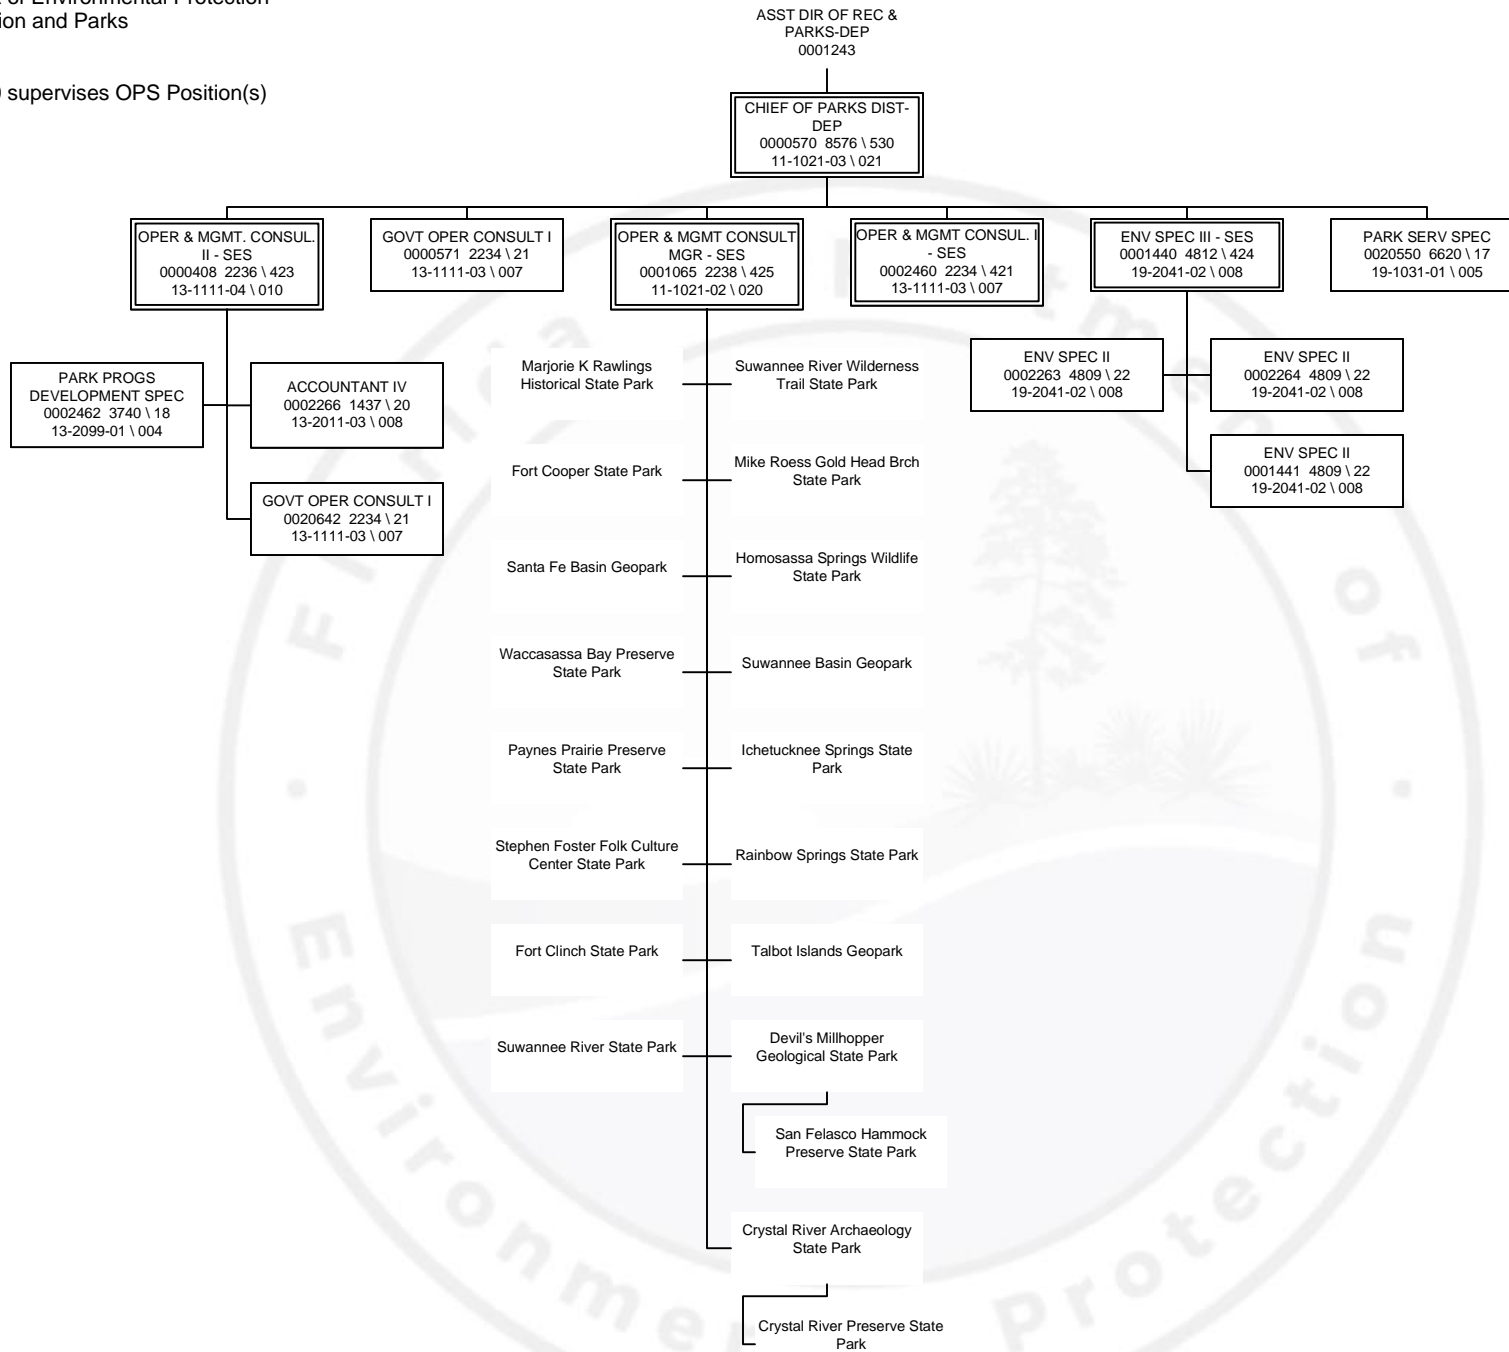 of Environmental Protection
ion and Parks
supervises OPS Position(s)
ASST DIR OF REC &
PARKS-DEP
0001243
CHIEF OF PARKS DIST-
DEP
0000570 8576 \ 530
11-1021-03 \ 021
OPER & MGMT. CONSUL.
II - SES
0000408 2236 \ 423
13-1111-04 \ 010
GOVT OPER CONSULT I
0000571 2234 \ 21
13-1111-03 \ 007
OPER & MGMT CONSULT
MGR - SES
0001065 2238 \ 425
11-1021-02 \ 020
OPER & MGMT CONSUL. I
- SES
0002460 2234 \ 421
13-1111-03 \ 007
ENV SPEC III - SES
0001440 4812 \ 424
19-2041-02 \ 008
PARK SERV SPEC
0020550 6620 \ 17
19-1031-01 \ 005
PARK PROGS
DEVELOPMENT SPEC
0002462 3740 \ 18
13-2099-01 \ 004
ACCOUNTANT IV
0002266 1437 \ 20
13-2011-03 \ 008
GOVT OPER CONSULT I
0020642 2234 \ 21
13-1111-03 \ 007
ENV SPEC II
0002263 4809 \ 22
19-2041-02 \ 008
ENV SPEC II
0002264 4809 \ 22
19-2041-02 \ 008
ENV SPEC II
0001441 4809 \ 22
19-2041-02 \ 008
Marjorie K Rawlings
Historical State Park
Suwannee River Wilderness
Trail State Park
Fort Cooper State Park
Mike Roess Gold Head Brch
State Park
Santa Fe Basin Geopark
Homosassa Springs Wildlife
State Park
Waccasassa Bay Preserve
State Park
Suwannee Basin Geopark
Paynes Prairie Preserve
State Park
Ichetucknee Springs State
Park
Stephen Foster Folk Culture
Center State Park
Rainbow Springs State Park
Fort Clinch State Park
Talbot Islands Geopark
Suwannee River State Park
Devil's Millhopper
Geological State Park
San Felasco Hammock
Preserve State Park
Crystal River Archaeology
State Park
Crystal River Preserve State
Park